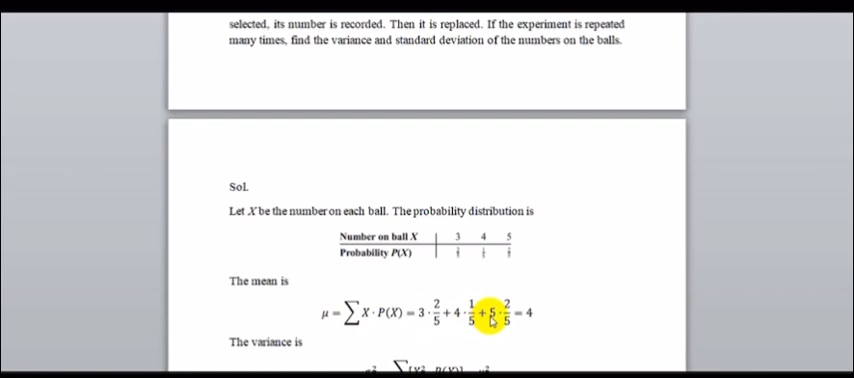 selected, its number is recorded. Then it is replaced. If the experiment is repeated
many times, find the variance and standard deviation of the numbers on the balls.
Sol.
Let X be the number on each ball. The probability distribution is
Number on ball X | 3 4 5
Probability P(X) |
The mean is
μ = ∑ X · P(X) = 3 · 2/5 + 4 · 1/5 + 5 · 2/5 = 4
The variance is